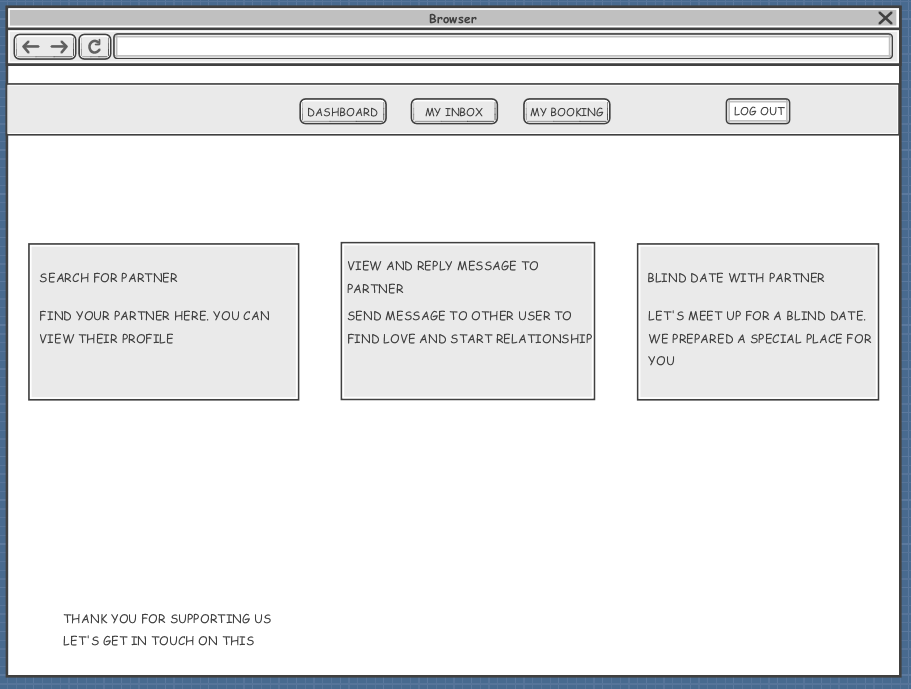 Browser
DASHBOARD MY INBOX MY BOOKING LOG OUT
SEARCH FOR PARTNER
FIND YOUR PARTNER HERE. YOU CAN
VIEW THEIR PROFILE
VIEW AND REPLY MESSAGE TO
PARTNER
SEND MESSAGE TO OTHER USER TO
FIND LOVE AND START RELATIONSHIP
BLIND DATE WITH PARTNER
LET'S MEET UP FOR A BLIND DATE.
WE PREPARED A SPECIAL PLACE FOR
YOU
THANK YOU FOR SUPPORTING US
LET'S GET IN TOUCH ON THIS